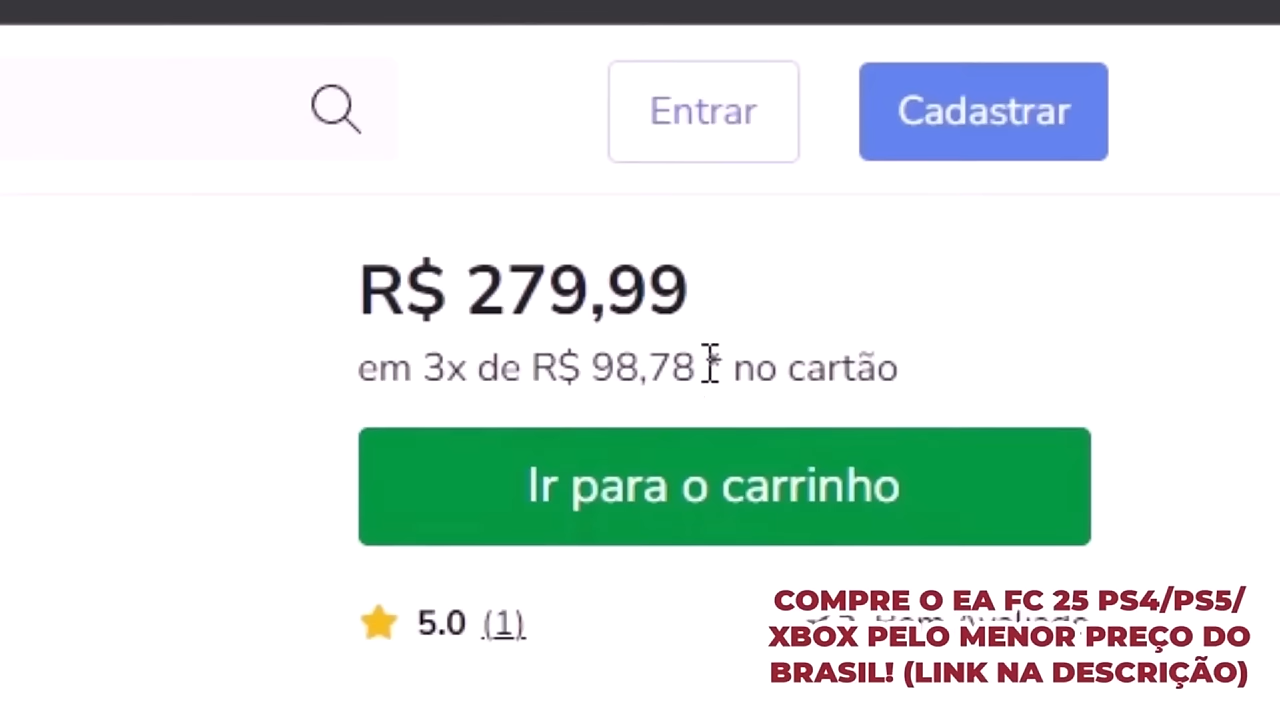 Entrar
Cadastrar
R$ 279,99
em 3x de R$ 98,78 * no cartão
Ir para o carrinho
5.0 (1)
COMPRE O EA FC 25 PS4/PS5/
XBOX PELO MENOR PREÇO DO
BRASIL! (LINK NA DESCRIÇÃO)